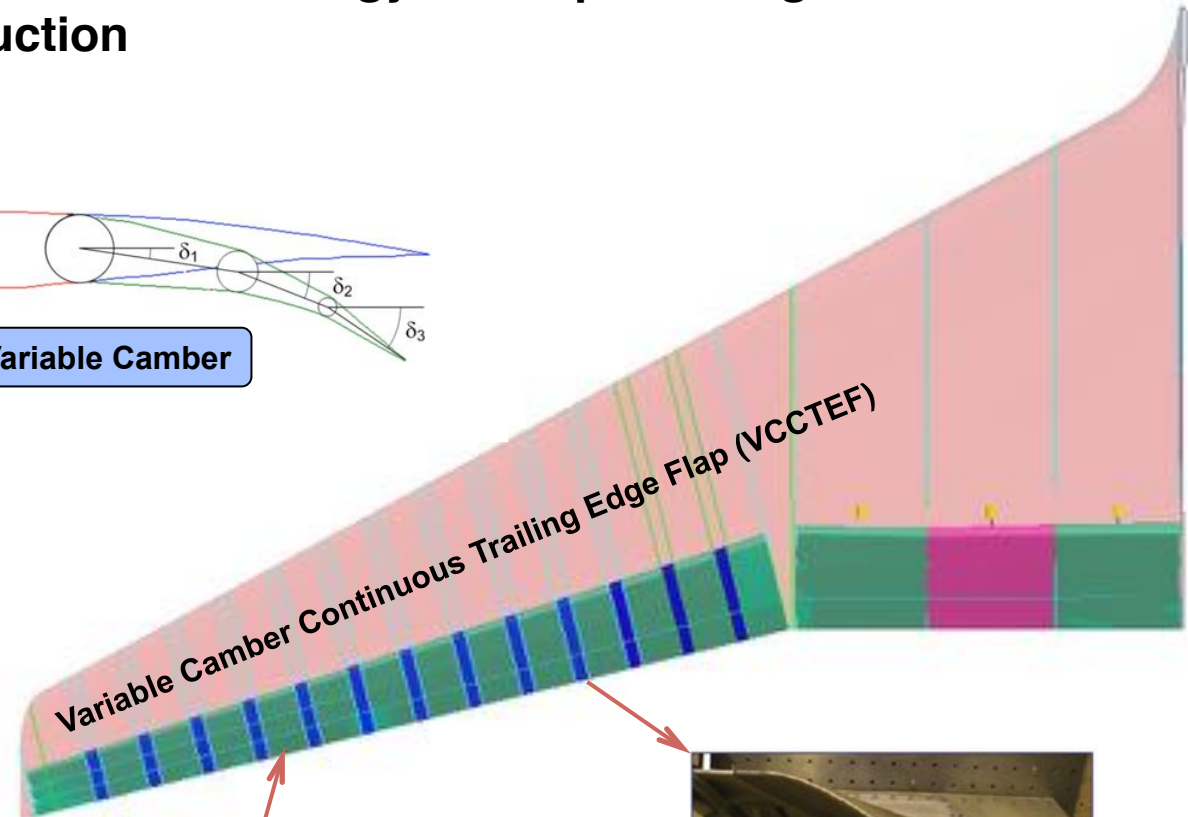 uction
δ1
δ2
δ3
Variable Camber
Variable Camber Continuous Trailing Edge Flap (VCCTEF)